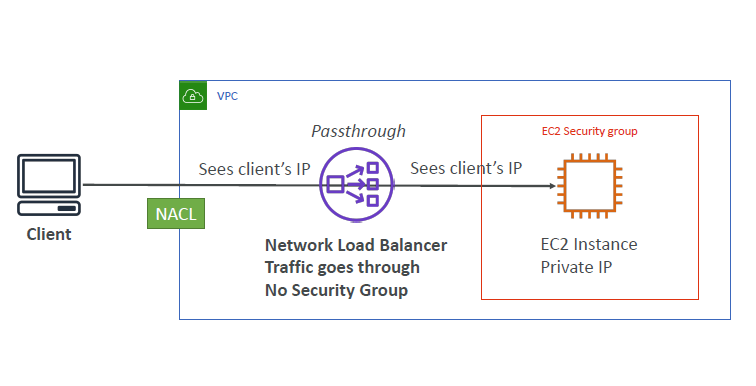 VPC
Passthrough
EC2 Security group
Sees client's IP
Sees client's IP
NACL
Client
Network Load Balancer
Traffic goes through
No Security Group
EC2 Instance
Private IP